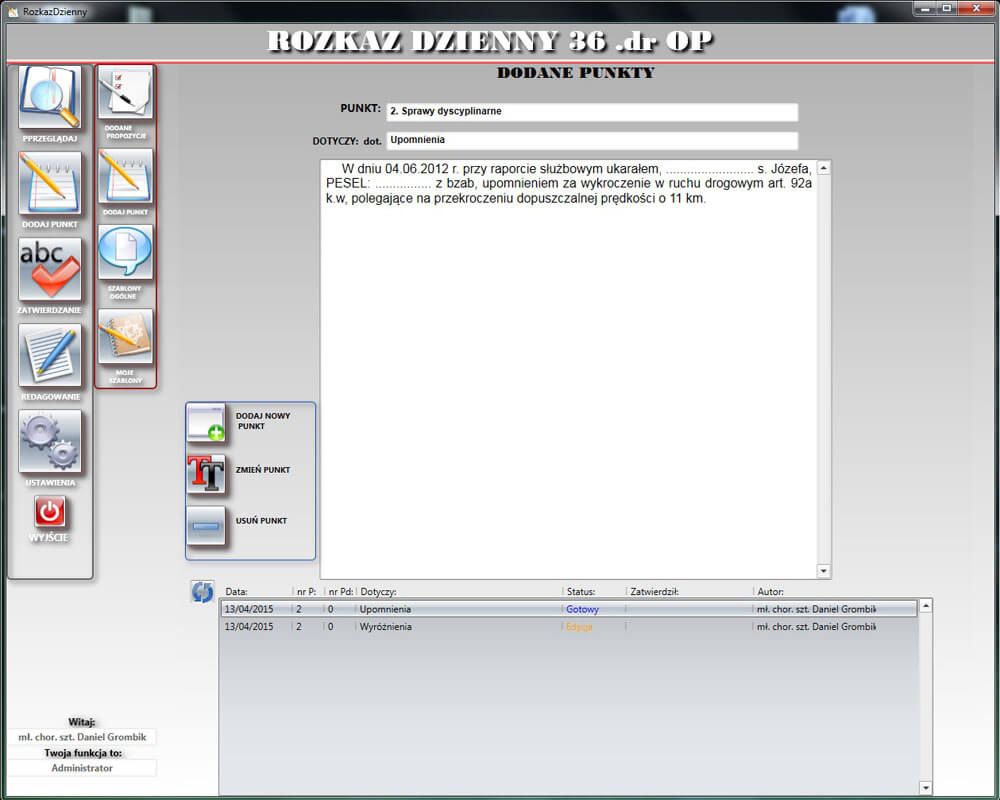 RozkazDzienny
ROZKAZ DZIENNY 36 .dr OP
DODANE PUNKTY
PPRZEGLĄDAJ
DODAJ PUNKT
abc
ZATWIERDZANIE
REDAGOWANIE
USTAWIENIA
WYJŚCIE
DODANE
PROPOZYCJE
DODAJ PUNKT
SZABLONY
OGÓLNE
MOJE
SZABLONY
PUNKT: 2. Sprawy dyscyplinarne
DOTYCZY: dot. Upomnienia
W dniu 04.06.2012 r. przy raporcie służbowym ukarałem, .......................... s. Józefa,
PESEL: ................. z bzab, upomnieniem za wykroczenie w ruchu drogowym art. 92a
k.w, polegające na przekroczeniu dopuszczalnej prędkości o 11 km.
DODAJ NOWY
PUNKT
TT
ZMIEŃ PUNKT
USUŃ PUNKT
Data: nr P: nr Pd: Dotyczy: Status: Zatwierdził: Autor:
13/04/2015 2 0 Upomnienia Gotowy mł. chor. szt. Daniel Grombik
13/04/2015 2 0 Wyróżnienia Edycja mł. chor. szt. Daniel Grombik
Witaj:
mł. chor. szt. Daniel Grombik
Twoja funkcja to:
Administrator